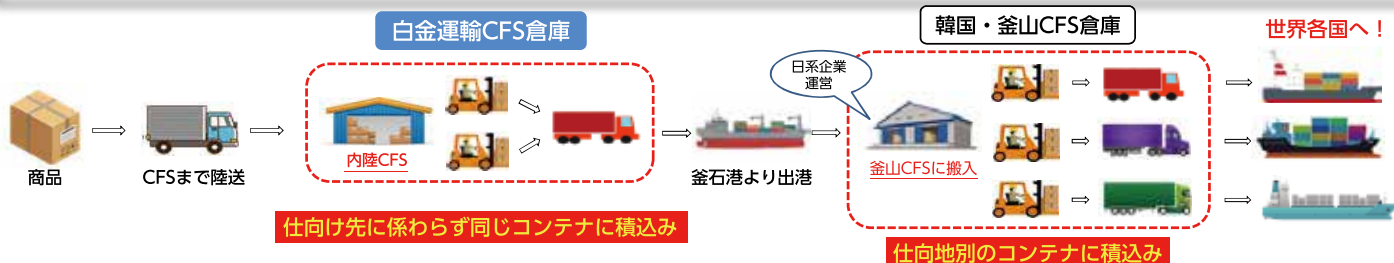 白金運輸CFS倉庫
韓国・釜山CFS倉庫
世界各国へ!
日系企業
運営
内陸CFS
釜山CFSに搬入
商品
CFSまで陸送
釜石港より出港
仕向け先に係わらず同じコンテナに積込み
仕向地別のコンテナに積込み